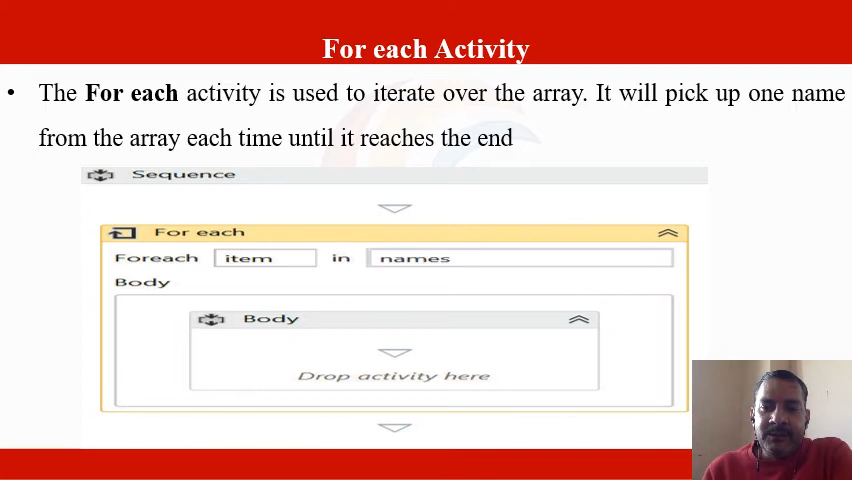 For each Activity
• The For each activity is used to iterate over the array. It will pick up one name
from the array each time until it reaches the end
Sequence
For each
Foreach item in names
Body
Body
Drop activity here